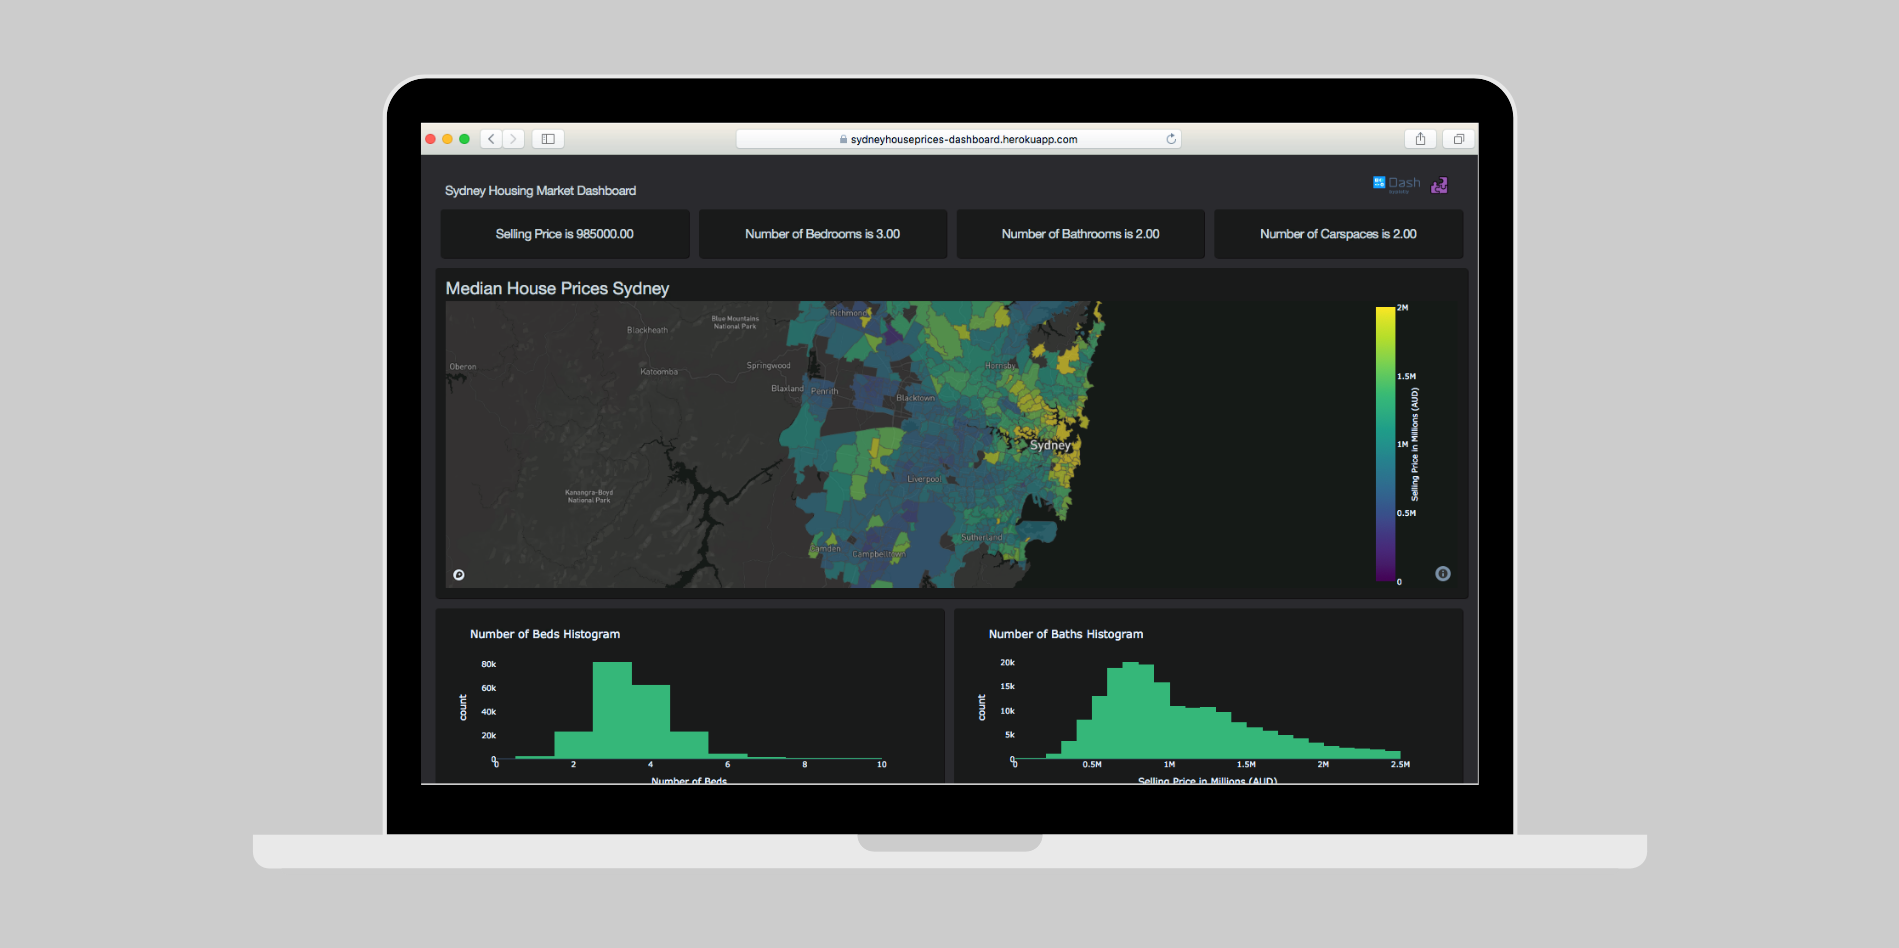 sydneyhouseprices-dashboard.herokuapp.com
Sydney Housing Market Dashboard
Dash
Selling Price is 985000.00
Number of Bedrooms is 3.00
Number of Bathrooms is 2.00
Number of Carspaces is 2.00
Median House Prices Sydney
Richmond
Blue Mountains
National Park
Blackheath
Oberon
Katoomba
Springwood
Hornsby
Blaxland
Penrith
Blacktown
Sydney
Liverpool
Kanangra-Boyd
National Park
Sutherland
Camden
Campbelltown
2M
1.5M
1M
0.5M
0
Selling Price in Millions (AUD)
Number of Beds Histogram
80k
60k
40k
20k
0
count
0
2
4
6
8
10
Number of Beds
Number of Baths Histogram
20k
15k
10k
5k
0
count
0
0.5M
1M
1.5M
2M
2.5M
Selling Price in Millions (AUD)